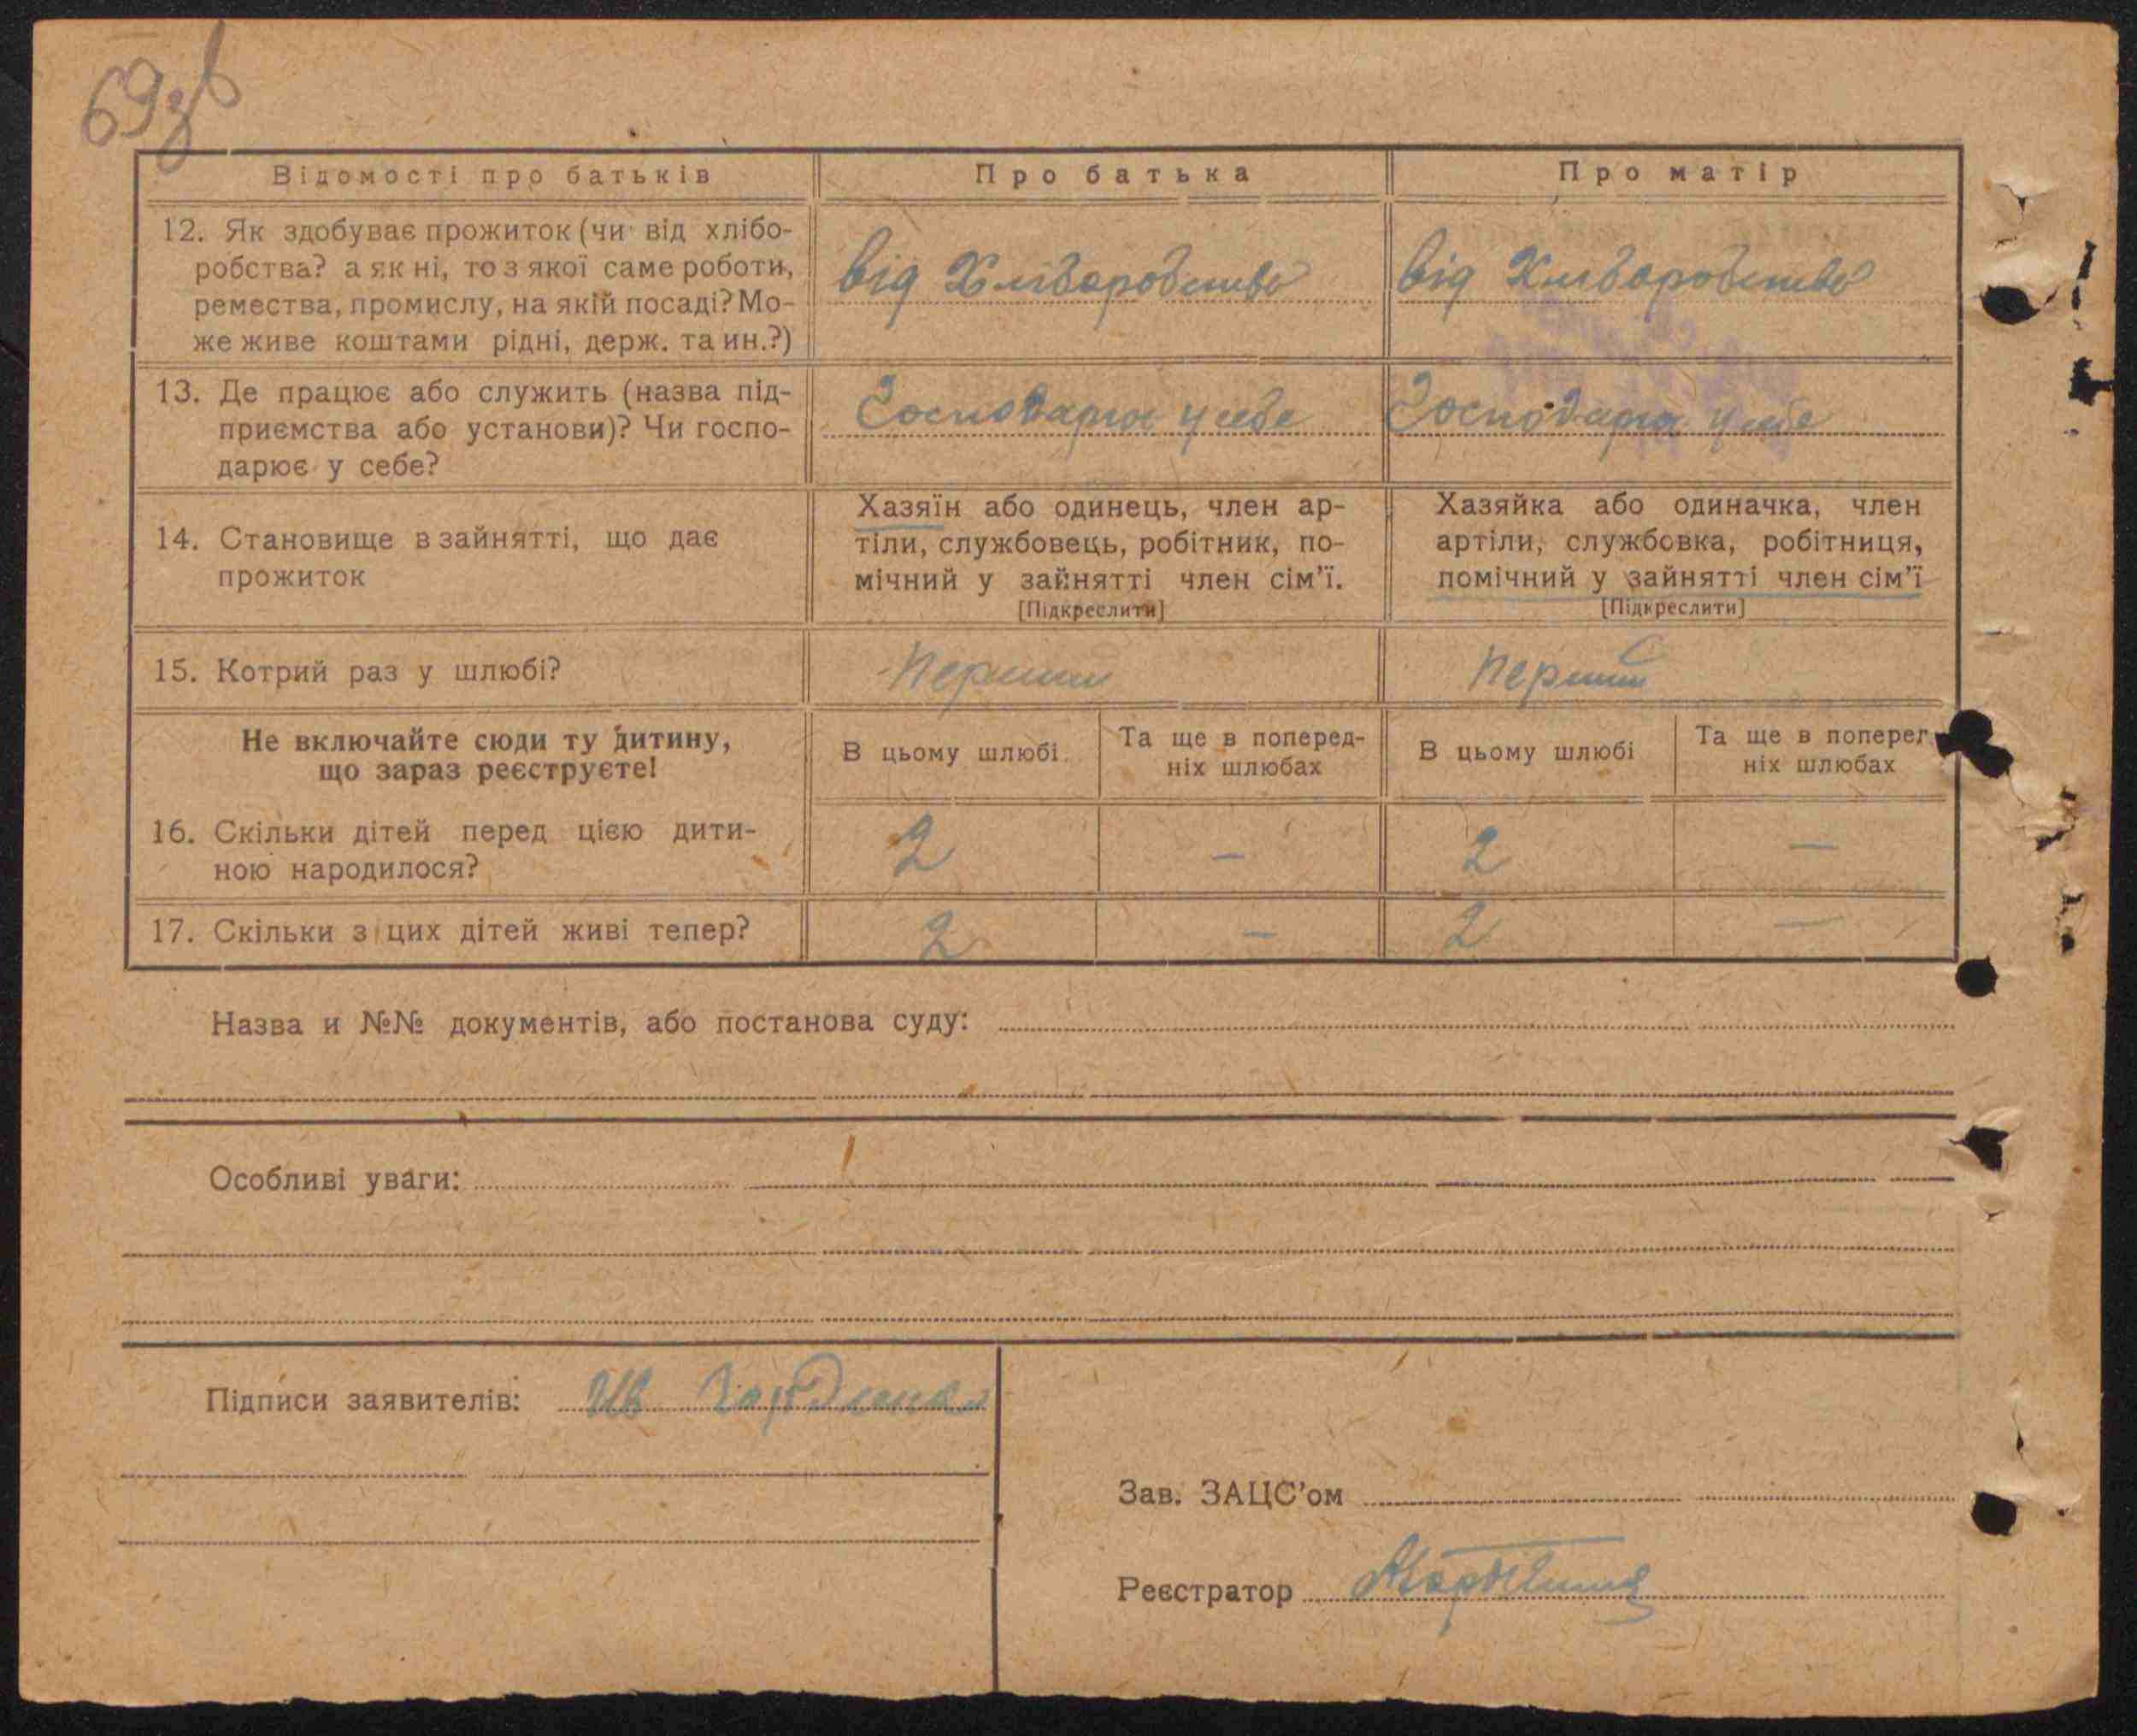 69 зв
Відомості про батьків
Про батька
Про матір
12. Як здобуває прожиток (чи від хлібо-
робства? а як ні, то з якої саме роботи,
ремества, промислу, на якій посаді? Мо-
же живе коштами рідні, держ. та ин.?)
від Хлібаробства
від Хлібаробства
13. Де працює або служить (назва під-
приємства або установи)? Чи госпо-
дарює у себе?
Господарює у себе
Господарює у себе
14. Становище в зайнятті, що дає
прожиток
Хазяїн або одинець, член ар-
тіли, службовець, робітник, по-
мічний у зайнятті член сім’ї.
[Підкреслити]
Хазяйка або одиначка, член
артіли, службовка, робітниця,
помічний у зайнятті член сім’ї
[Підкреслити]
15. Котрий раз у шлюбі?
Перший
Перший
Не включайте сюди ту дитину,
що зараз реєструєте!
В цьому шлюбі
Та ще в поперед-
ніх шлюбах
В цьому шлюбі
Та ще в поперед
ніх шлюбах
16. Скільки дітей перед цією дити-
ною народилося?
2
—
2
—
17. Скільки з цих дітей живі тепер?
2
—
2
—
Назва и №№ документів, або постанова суду:
Особливі уваги:
Підписи заявителів: Ив
Зав. ЗАЦС’ом
Реєстратор